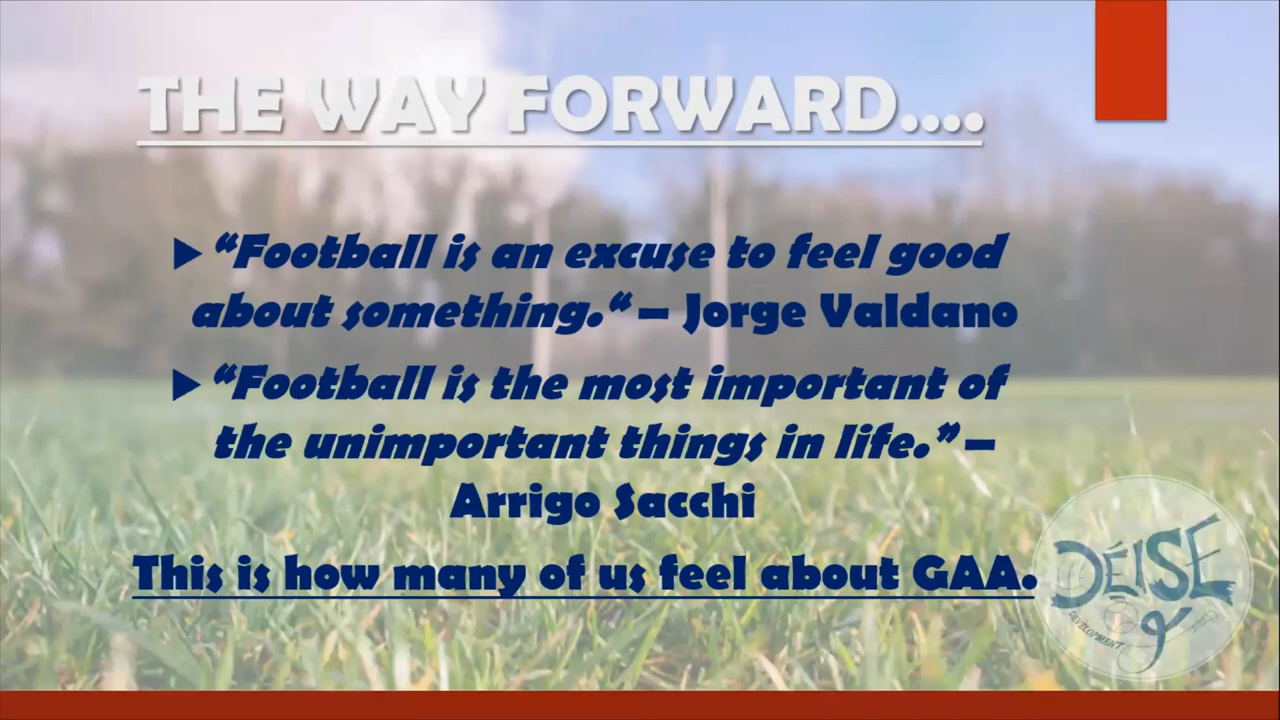 THE WAY FORWARD....
“Football is an excuse to feel good
about something.“ – Jorge Valdano
“Football is the most important of
the unimportant things in life.” –
Arrigo Sacchi
This is how many of us feel about GAA.
DÉISE
DEVELOPMENT
g